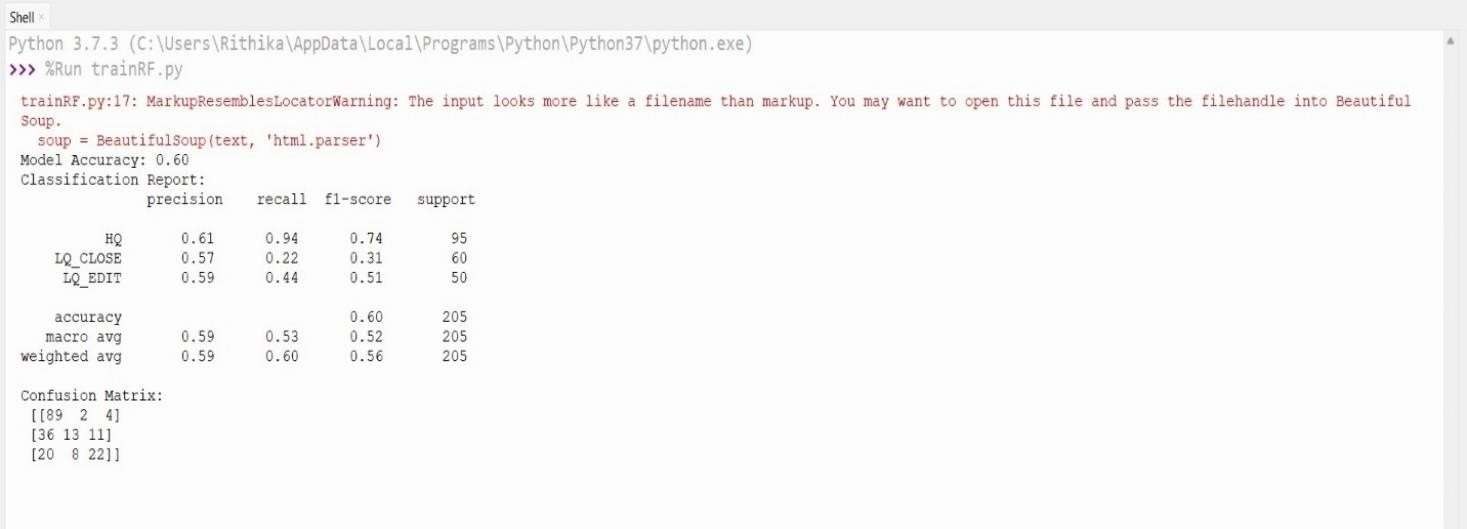 Shell ×
Python 3.7.3 (C:\Users\Rithika\AppData\Local\Programs\Python\Python37\python.exe)
>>> %Run trainRF.py
trainRF.py:17: MarkupResemblesLocatorWarning: The input looks more like a filename than markup. You may want to open this file and pass the filehandle into Beautiful
Soup.
  soup = BeautifulSoup(text, 'html.parser')
Model Accuracy: 0.60
Classification Report:
              precision    recall  f1-score   support

          HQ       0.61      0.94      0.74        95
    LQ_CLOSE       0.57      0.22      0.31        60
     LQ_EDIT       0.59      0.44      0.51        50

    accuracy                           0.60       205
   macro avg       0.59      0.53      0.52       205
weighted avg       0.59      0.60      0.56       205

Confusion Matrix:
 [[89  2  4]
 [36 13 11]
 [20  8 22]]